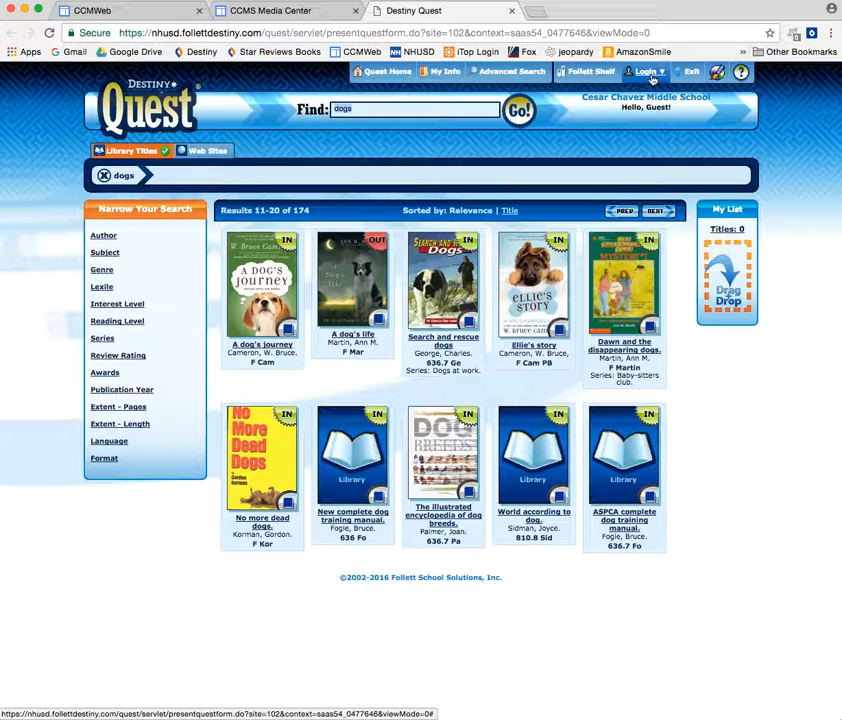 CCMWeb
CCMS Media Center
Destiny Quest
Secure https://nhusd.follettdestiny.com/quest/servlet/presentquestform.do?site=102&context=saas54_0477646&viewMode=0
Apps Gmail Google Drive Destiny Star Reviews Books CCMWeb NHUSD iTop Login Fox jeopardy AmazonSmile » Other Bookmarks
Quest Home My Info Advanced Search Follett Shelf Login Exit
DESTINY
Quest
Find: dogs Go!
Cesar Chavez Middle School
Hello, Guest!
Library Titles Web Sites
dogs
Narrow Your Search
Author
Subject
Genre
Lexile
Interest Level
Reading Level
Series
Review Rating
Awards
Publication Year
Extent - Pages
Extent - Length
Language
Format
Results 11-20 of 174 Sorted by: Relevance | Title PREV NEXT
IN
W. Bruce Cam
A DOG'S
JOURNEY
A dog's journey
Cameron, W. Bruce.
F Cam
OUT
ANN M.
A dog's life
Martin, Ann M.
F Mar
IN
SEARCH AND
Dogs
Search and rescue
dogs
George, Charles.
636.7 Ge
Series: Dogs at work.
IN
ELLIE'S
STORY
Ellie's story
Cameron, W. Bruce,
F Cam PB
IN
MYSTERY
Dawn and the
disappearing dogs.
Martin, Ann M.
F Martin
Series: Baby-sitters
club.
IN
No
More
Dead
Dogs
No more dead
dogs.
Korman, Gordon.
F Kor
IN
Library
New complete dog
training manual.
Fogle, Bruce.
636 Fo
IN
DOG
BREEDS
The illustrated
encyclopedia of dog
breeds.
Palmer, Joan.
636.7 Pa
IN
Library
World according to
dog.
Sidman, Joyce.
810.8 Sid
IN
Library
ASPCA complete
dog training
manual.
Fogle, Bruce.
636.7 Fo
My List
Titles: 0
Drag
Drop
©2002-2016 Follett School Solutions, Inc.
https://nhusd.follettdestiny.com/quest/servlet/presentquestform.do?site=102&context=saas54_0477646&viewMode=0#